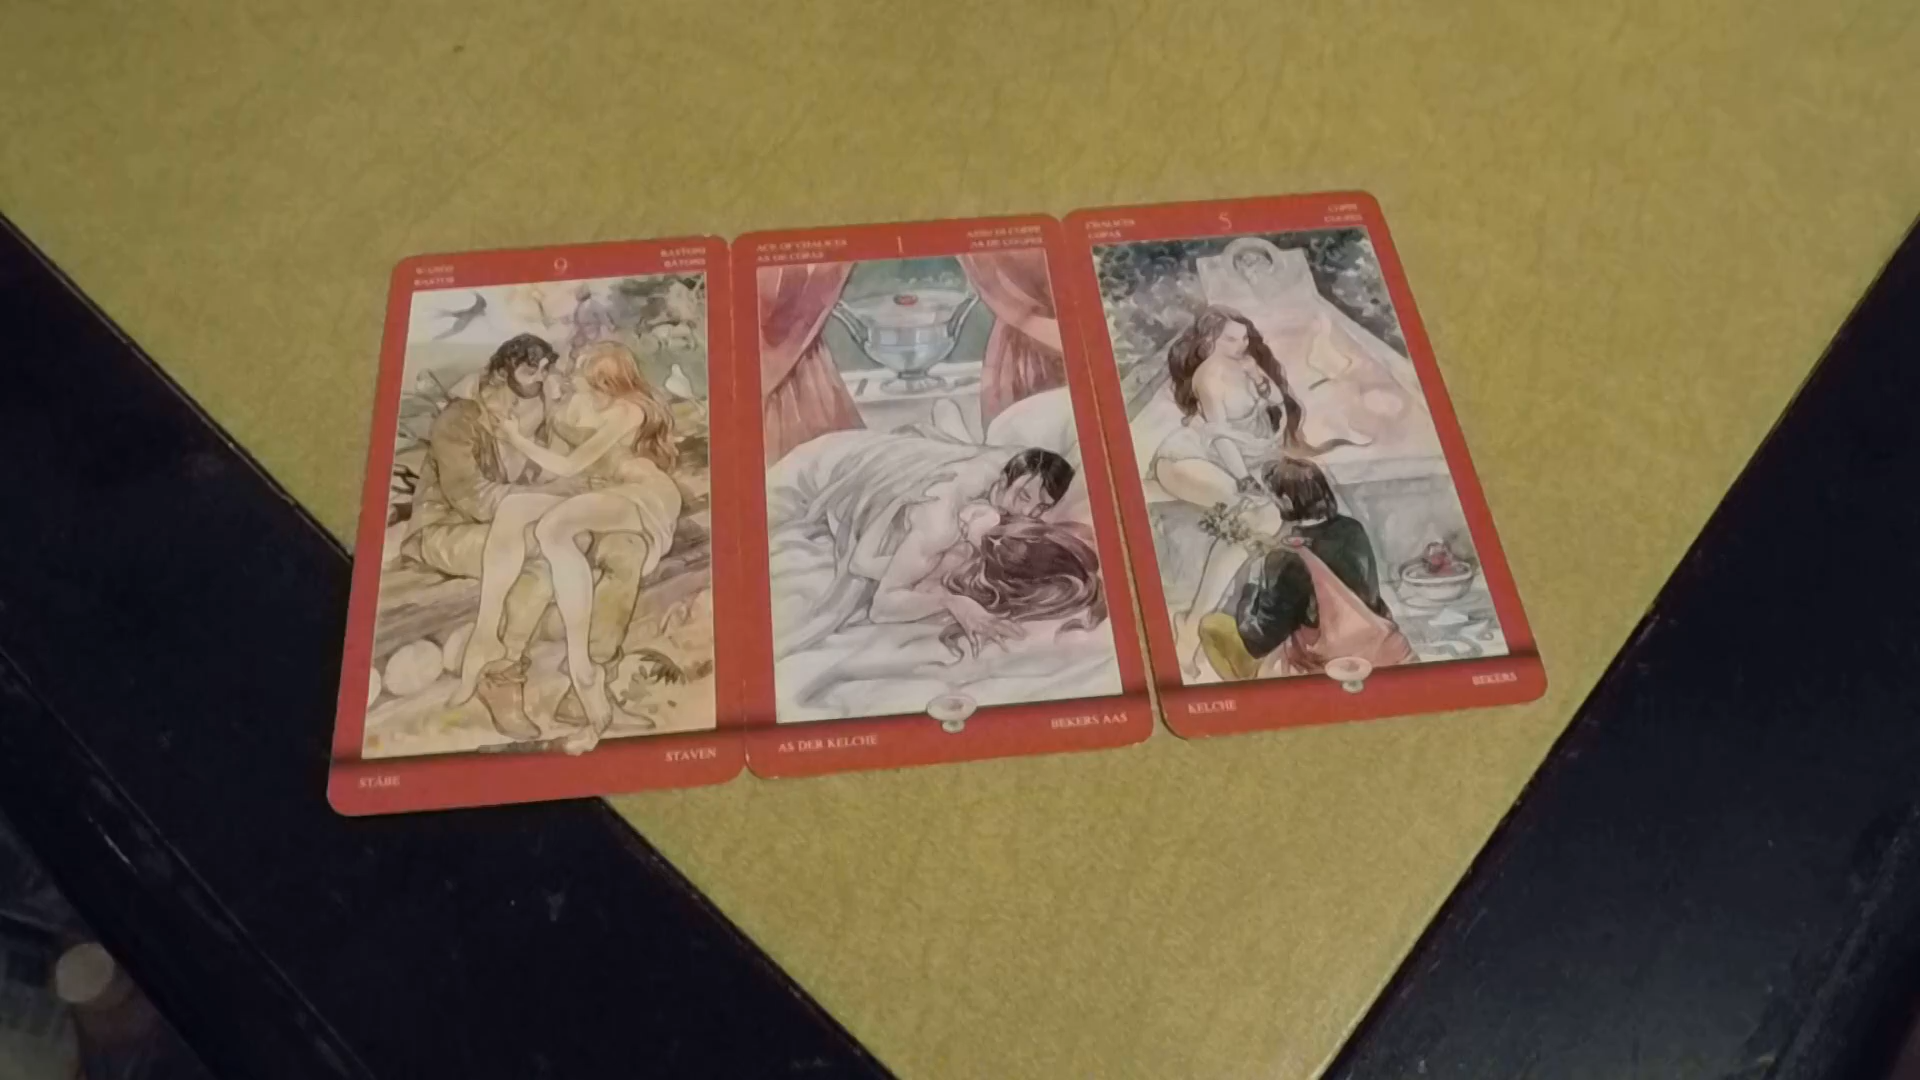 WANDS
BASTOS
9
BASTONI
BATONS
STÄBE
STAVEN
ACE OF CHALICES
AS DE COPAS
1
ASSO DI COPPE
AS DE COUPES
AS DER KELCHE
BEKERS AAS
CHALICES
COPAS
5
COPPE
COUPES
KELCHE
BEKERS